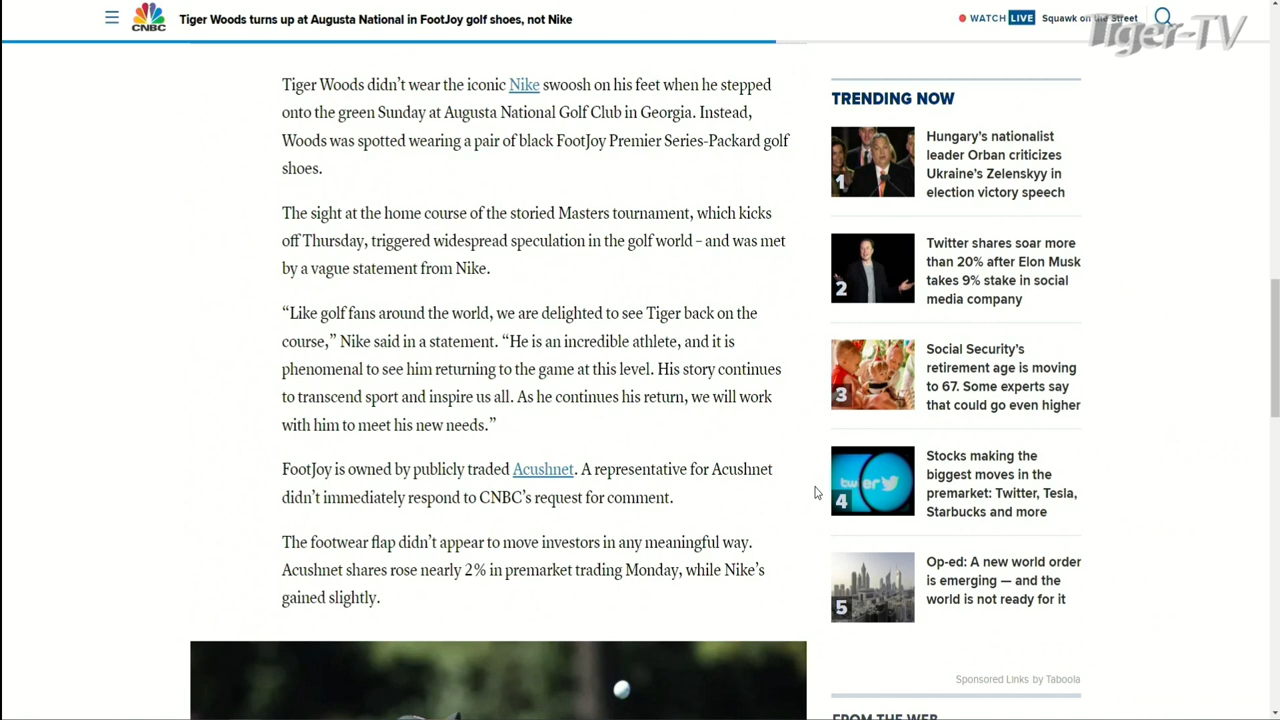 CNBC
Tiger Woods turns up at Augusta National in FootJoy golf shoes, not Nike
WATCH LIVE
Squawk on the Street
Tiger-TV
Tiger Woods didn’t wear the iconic Nike swoosh on his feet when he stepped
onto the green Sunday at Augusta National Golf Club in Georgia. Instead,
Woods was spotted wearing a pair of black FootJoy Premier Series-Packard golf
shoes.
The sight at the home course of the storied Masters tournament, which kicks
off Thursday, triggered widespread speculation in the golf world – and was met
by a vague statement from Nike.
“Like golf fans around the world, we are delighted to see Tiger back on the
course,” Nike said in a statement. “He is an incredible athlete, and it is
phenomenal to see him returning to the game at this level. His story continues
to transcend sport and inspire us all. As he continues his return, we will work
with him to meet his new needs.”
FootJoy is owned by publicly traded Acushnet. A representative for Acushnet
didn’t immediately respond to CNBC’s request for comment.
The footwear flap didn’t appear to move investors in any meaningful way.
Acushnet shares rose nearly 2% in premarket trading Monday, while Nike’s
gained slightly.
TRENDING NOW
1
Hungary’s nationalist
leader Orban criticizes
Ukraine’s Zelenskyy in
election victory speech
2
Twitter shares soar more
than 20% after Elon Musk
takes 9% stake in social
media company
3
Social Security’s
retirement age is moving
to 67. Some experts say
that could go even higher
4
Stocks making the
biggest moves in the
premarket: Twitter, Tesla,
Starbucks and more
5
Op-ed: A new world order
is emerging — and the
world is not ready for it
Sponsored Links by Taboola
FROM THE WEB